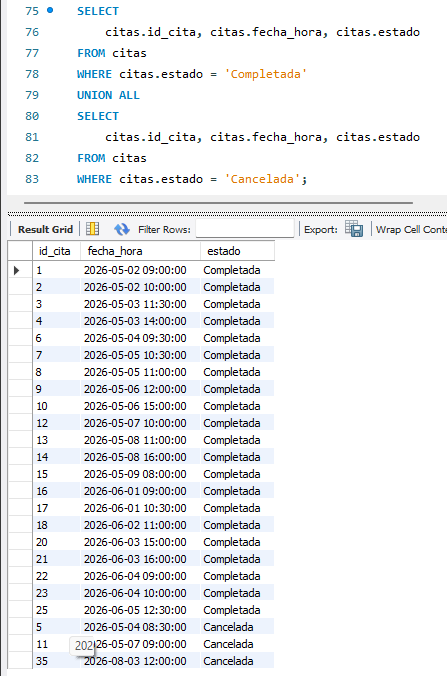 75 SELECT
76 citas.id_cita, citas.fecha_hora, citas.estado
77 FROM citas
78 WHERE citas.estado = 'Completada'
79 UNION ALL
80 SELECT
81 citas.id_cita, citas.fecha_hora, citas.estado
82 FROM citas
83 WHERE citas.estado = 'Cancelada';
Result Grid Filter Rows: Export: Wrap Cell Conte
id_cita fecha_hora estado
1 2026-05-02 09:00:00 Completada
2 2026-05-02 10:00:00 Completada
3 2026-05-03 11:30:00 Completada
4 2026-05-03 14:00:00 Completada
6 2026-05-04 09:30:00 Completada
7 2026-05-05 10:30:00 Completada
8 2026-05-05 11:00:00 Completada
9 2026-05-06 12:00:00 Completada
10 2026-05-06 15:00:00 Completada
12 2026-05-07 10:00:00 Completada
13 2026-05-08 11:00:00 Completada
14 2026-05-08 16:00:00 Completada
15 2026-05-09 08:00:00 Completada
16 2026-06-01 09:00:00 Completada
17 2026-06-01 10:30:00 Completada
18 2026-06-02 11:00:00 Completada
20 2026-06-03 15:00:00 Completada
21 2026-06-03 16:00:00 Completada
22 2026-06-04 09:00:00 Completada
23 2026-06-04 10:00:00 Completada
25 2026-06-05 12:30:00 Completada
5 2026-05-04 08:30:00 Cancelada
11 202 26-05-07 09:00:00 Cancelada
35 2026-08-03 12:00:00 Cancelada